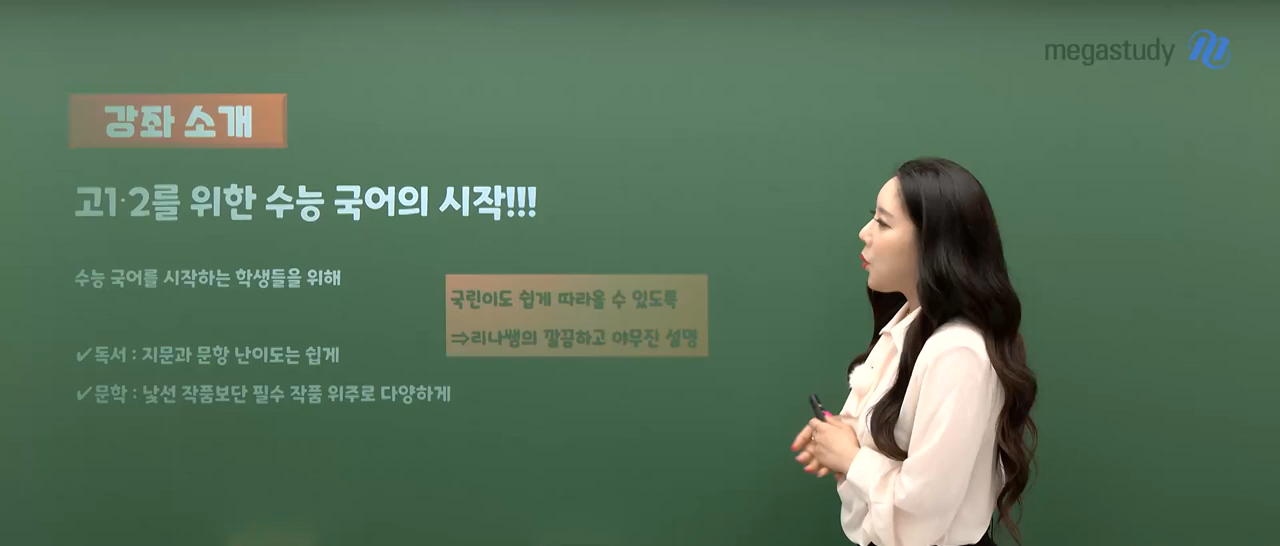 megastudy
강좌 소개
고1·2를 위한 수능 국어의 시작!!!
수능 국어를 시작하는 학생들을 위해
국린이도 쉽게 따라올 수 있도록
⇒리나쌤의 깔끔하고 야무진 설명
✓독서 : 지문과 문항 난이도는 쉽게
✓문학 : 낯선 작품보단 필수 작품 위주로 다양하게